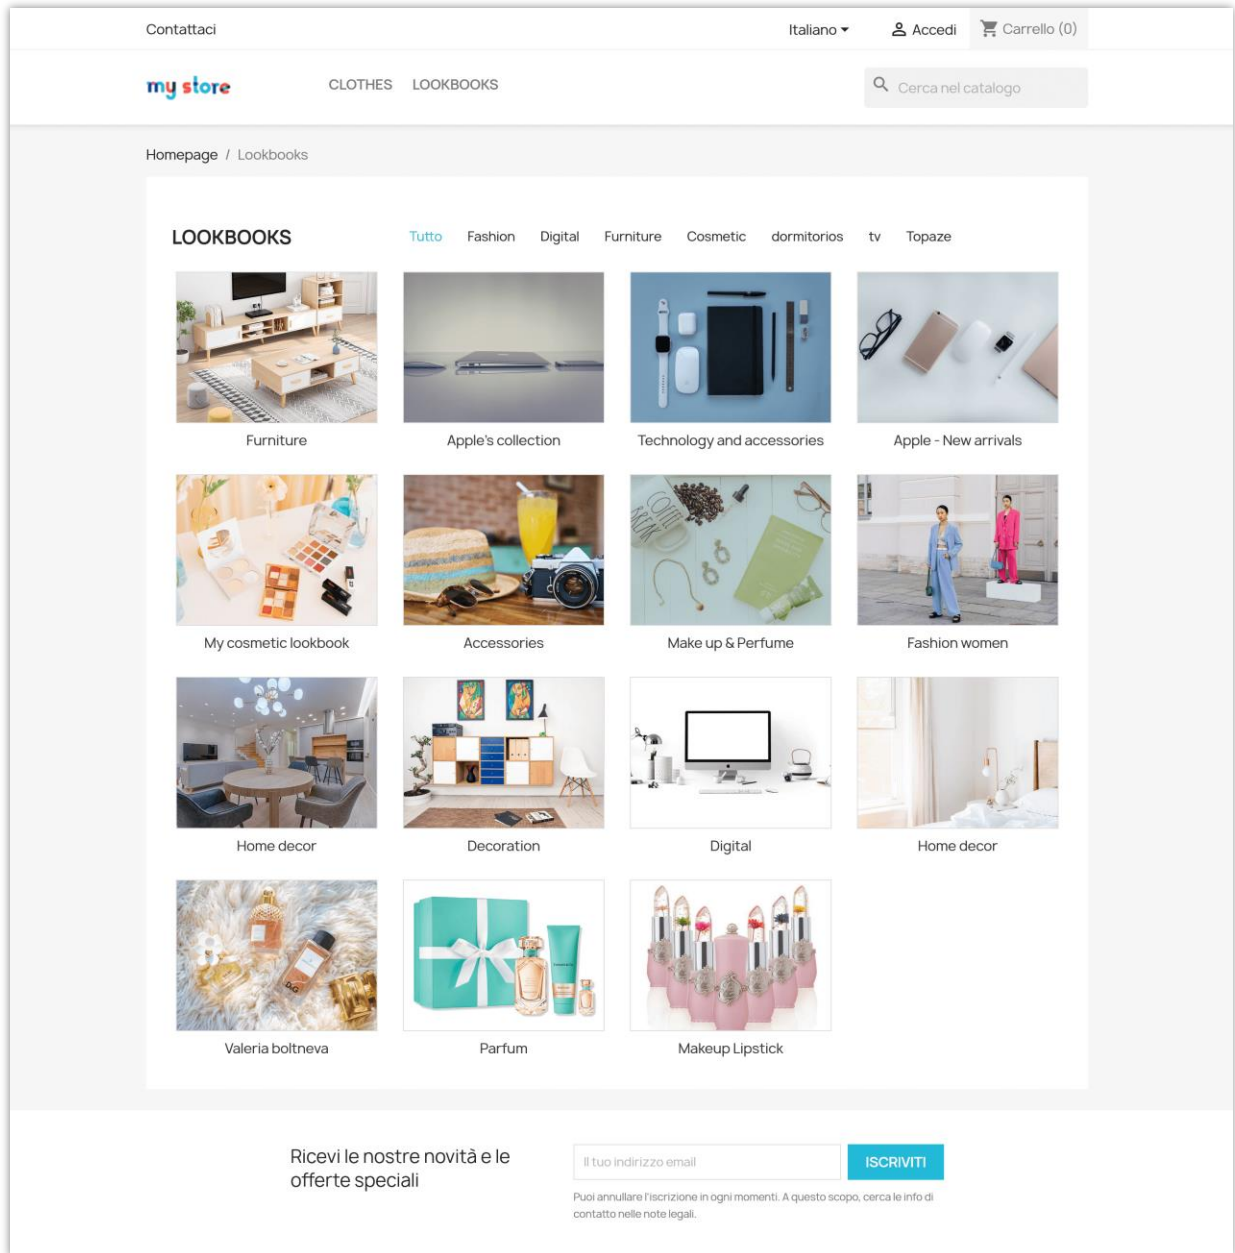 Contattaci
Italiano
Accedi
Carrello (0)
my store
CLOTHES
LOOKBOOKS
Cerca nel catalogo
Homepage / Lookbooks
LOOKBOOKS
Tutto
Fashion
Digital
Furniture
Cosmetic
dormitorios
tv
Topaze
Furniture
Apple's collection
Technology and accessories
Apple - New arrivals
COFFEE
BREAK
My cosmetic lookbook
Accessories
Make up & Perfume
Fashion women
Home decor
Decoration
Digital
Home decor
D&G
Valeria boltneva
Parfum
Makeup Lipstick
Ricevi le nostre novità e le
offerte speciali
Il tuo indirizzo email
ISCRIVITI
Puoi annullare l'iscrizione in ogni momenti. A questo scopo, cerca le info di
contatto nelle note legali.